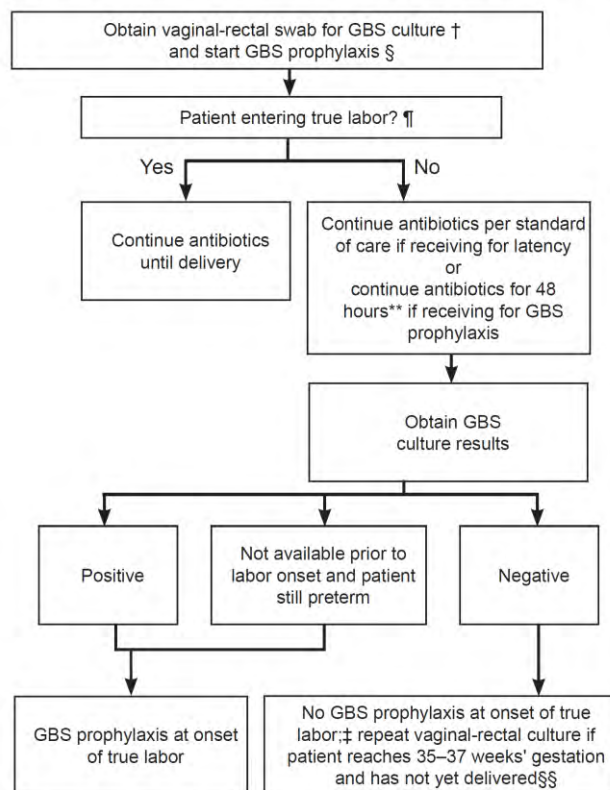 Obtain vaginal-rectal swab for GBS culture †
and start GBS prophylaxis §
Patient entering true labor? ¶
Yes
No
Continue antibiotics
until delivery
Continue antibiotics per standard
of care if receiving for latency
or
continue antibiotics for 48
hours** if receiving for GBS
prophylaxis
Obtain GBS
culture results
Positive
Not available prior to
labor onset and patient
still preterm
Negative
GBS prophylaxis at onset
of true labor
No GBS prophylaxis at onset of true
labor;‡ repeat vaginal-rectal culture if
patient reaches 35–37 weeks' gestation
and has not yet delivered§§